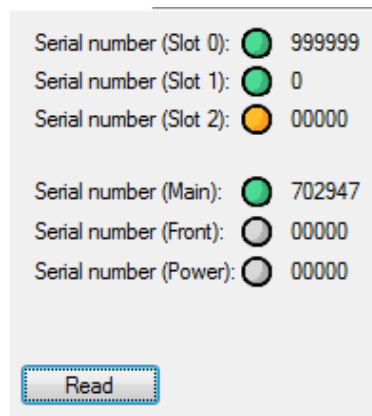 Serial number (Slot 0): 999999
Serial number (Slot 1): 0
Serial number (Slot 2): 00000
Serial number (Main): 702947
Serial number (Front): 00000
Serial number (Power): 00000
Read